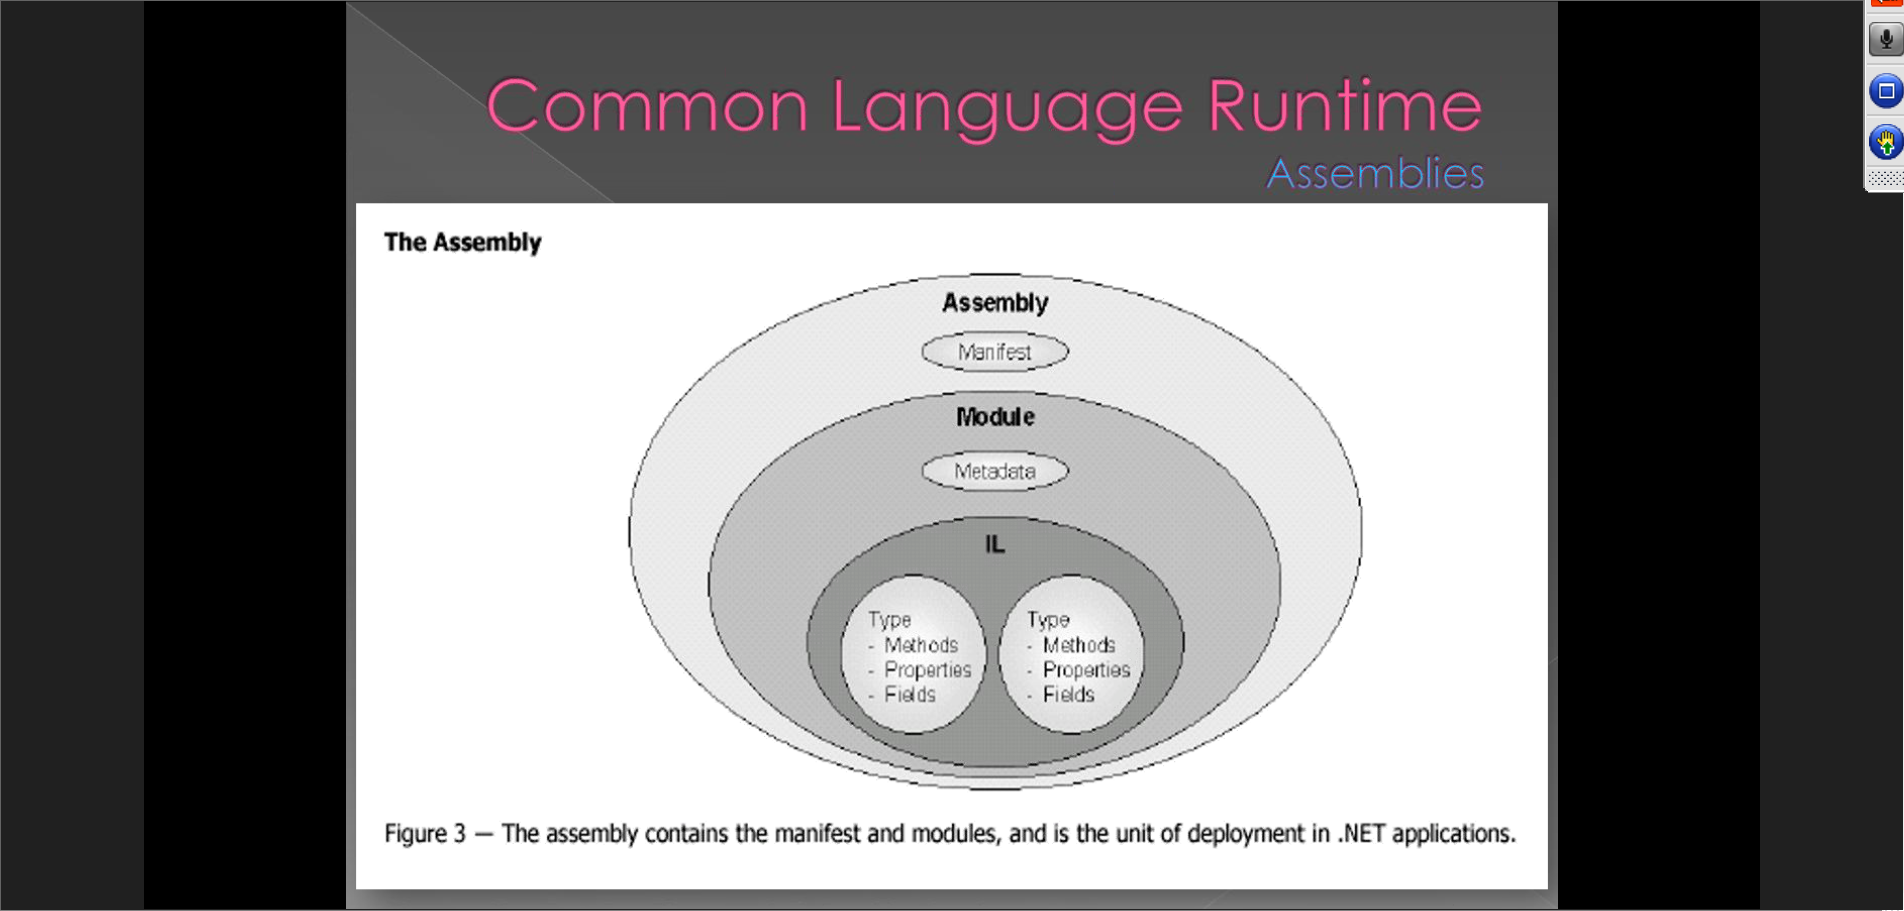 Common Language Runtime
Assemblies
The Assembly
Assembly
Manifest
Module
Metadata
IL
Type
- Methods
- Properties
- Fields
Type
- Methods
- Properties
- Fields
Figure 3 — The assembly contains the manifest and modules, and is the unit of deployment in .NET applications.